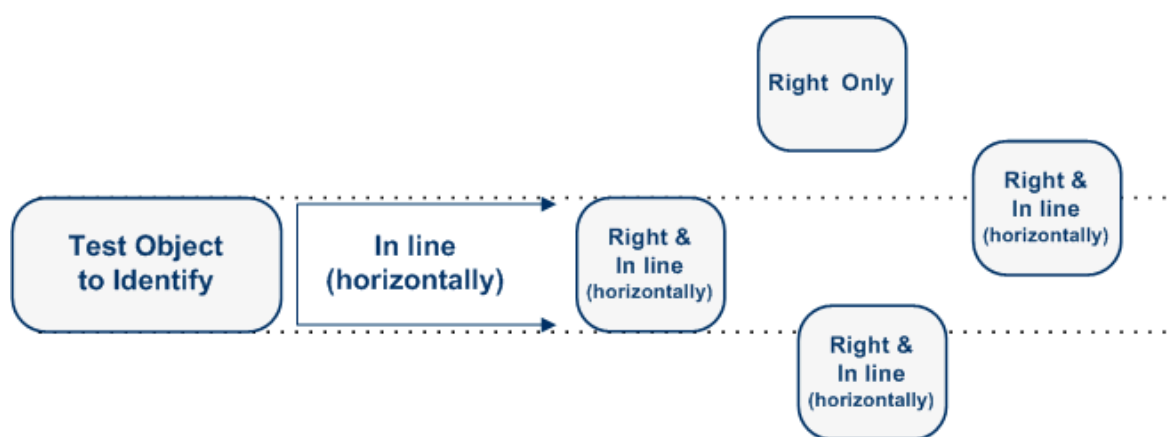 Right Only
Right &
In line
(horizontally)
Test Object
to Identify
In line
(horizontally)
Right &
In line
(horizontally)
Right &
In line
(horizontally)